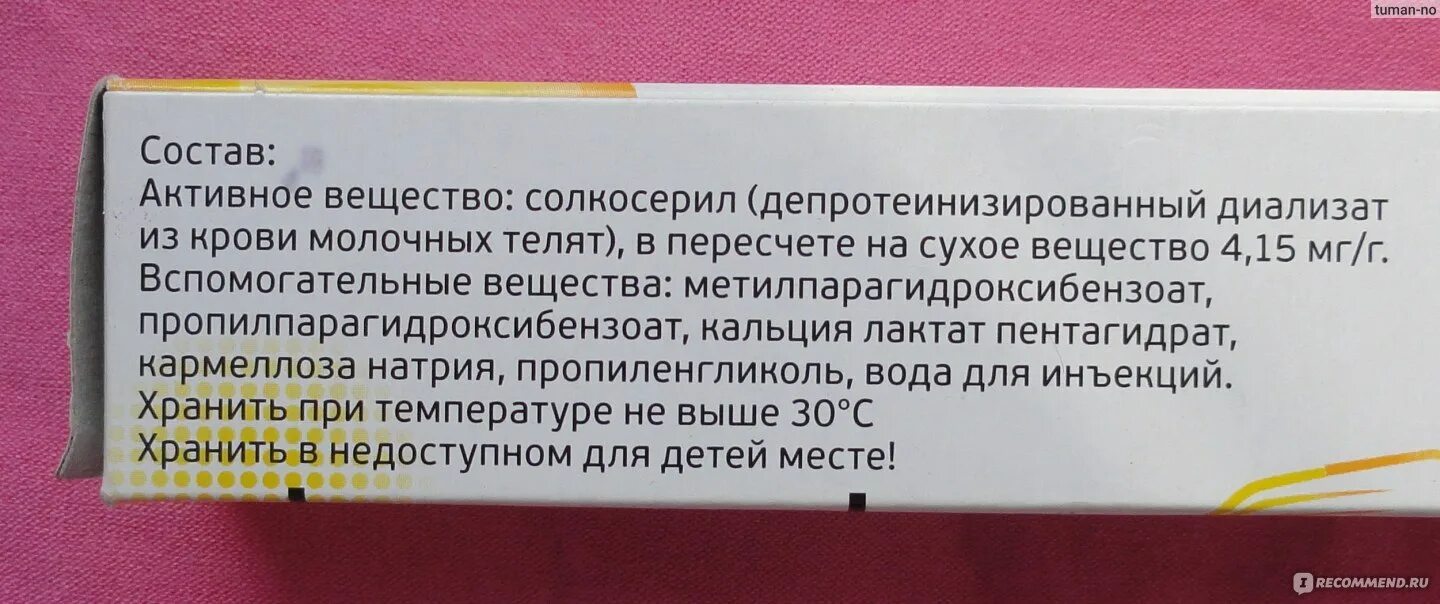 tuman-no
Состав:
Активное вещество: солкосерил (депротеинизированный диализат
из крови молочных телят), в пересчете на сухое вещество 4,15 мг/г.
Вспомогательные вещества: метилпарагидроксибензоат,
пропилпарагидроксибензоат, кальция лактат пентагидрат,
кармеллоза натрия, пропиленгликоль, вода для инъекций.
Хранить при температуре не выше 30°C
Хранить в недоступном для детей месте!
I RECOMMEND.RU